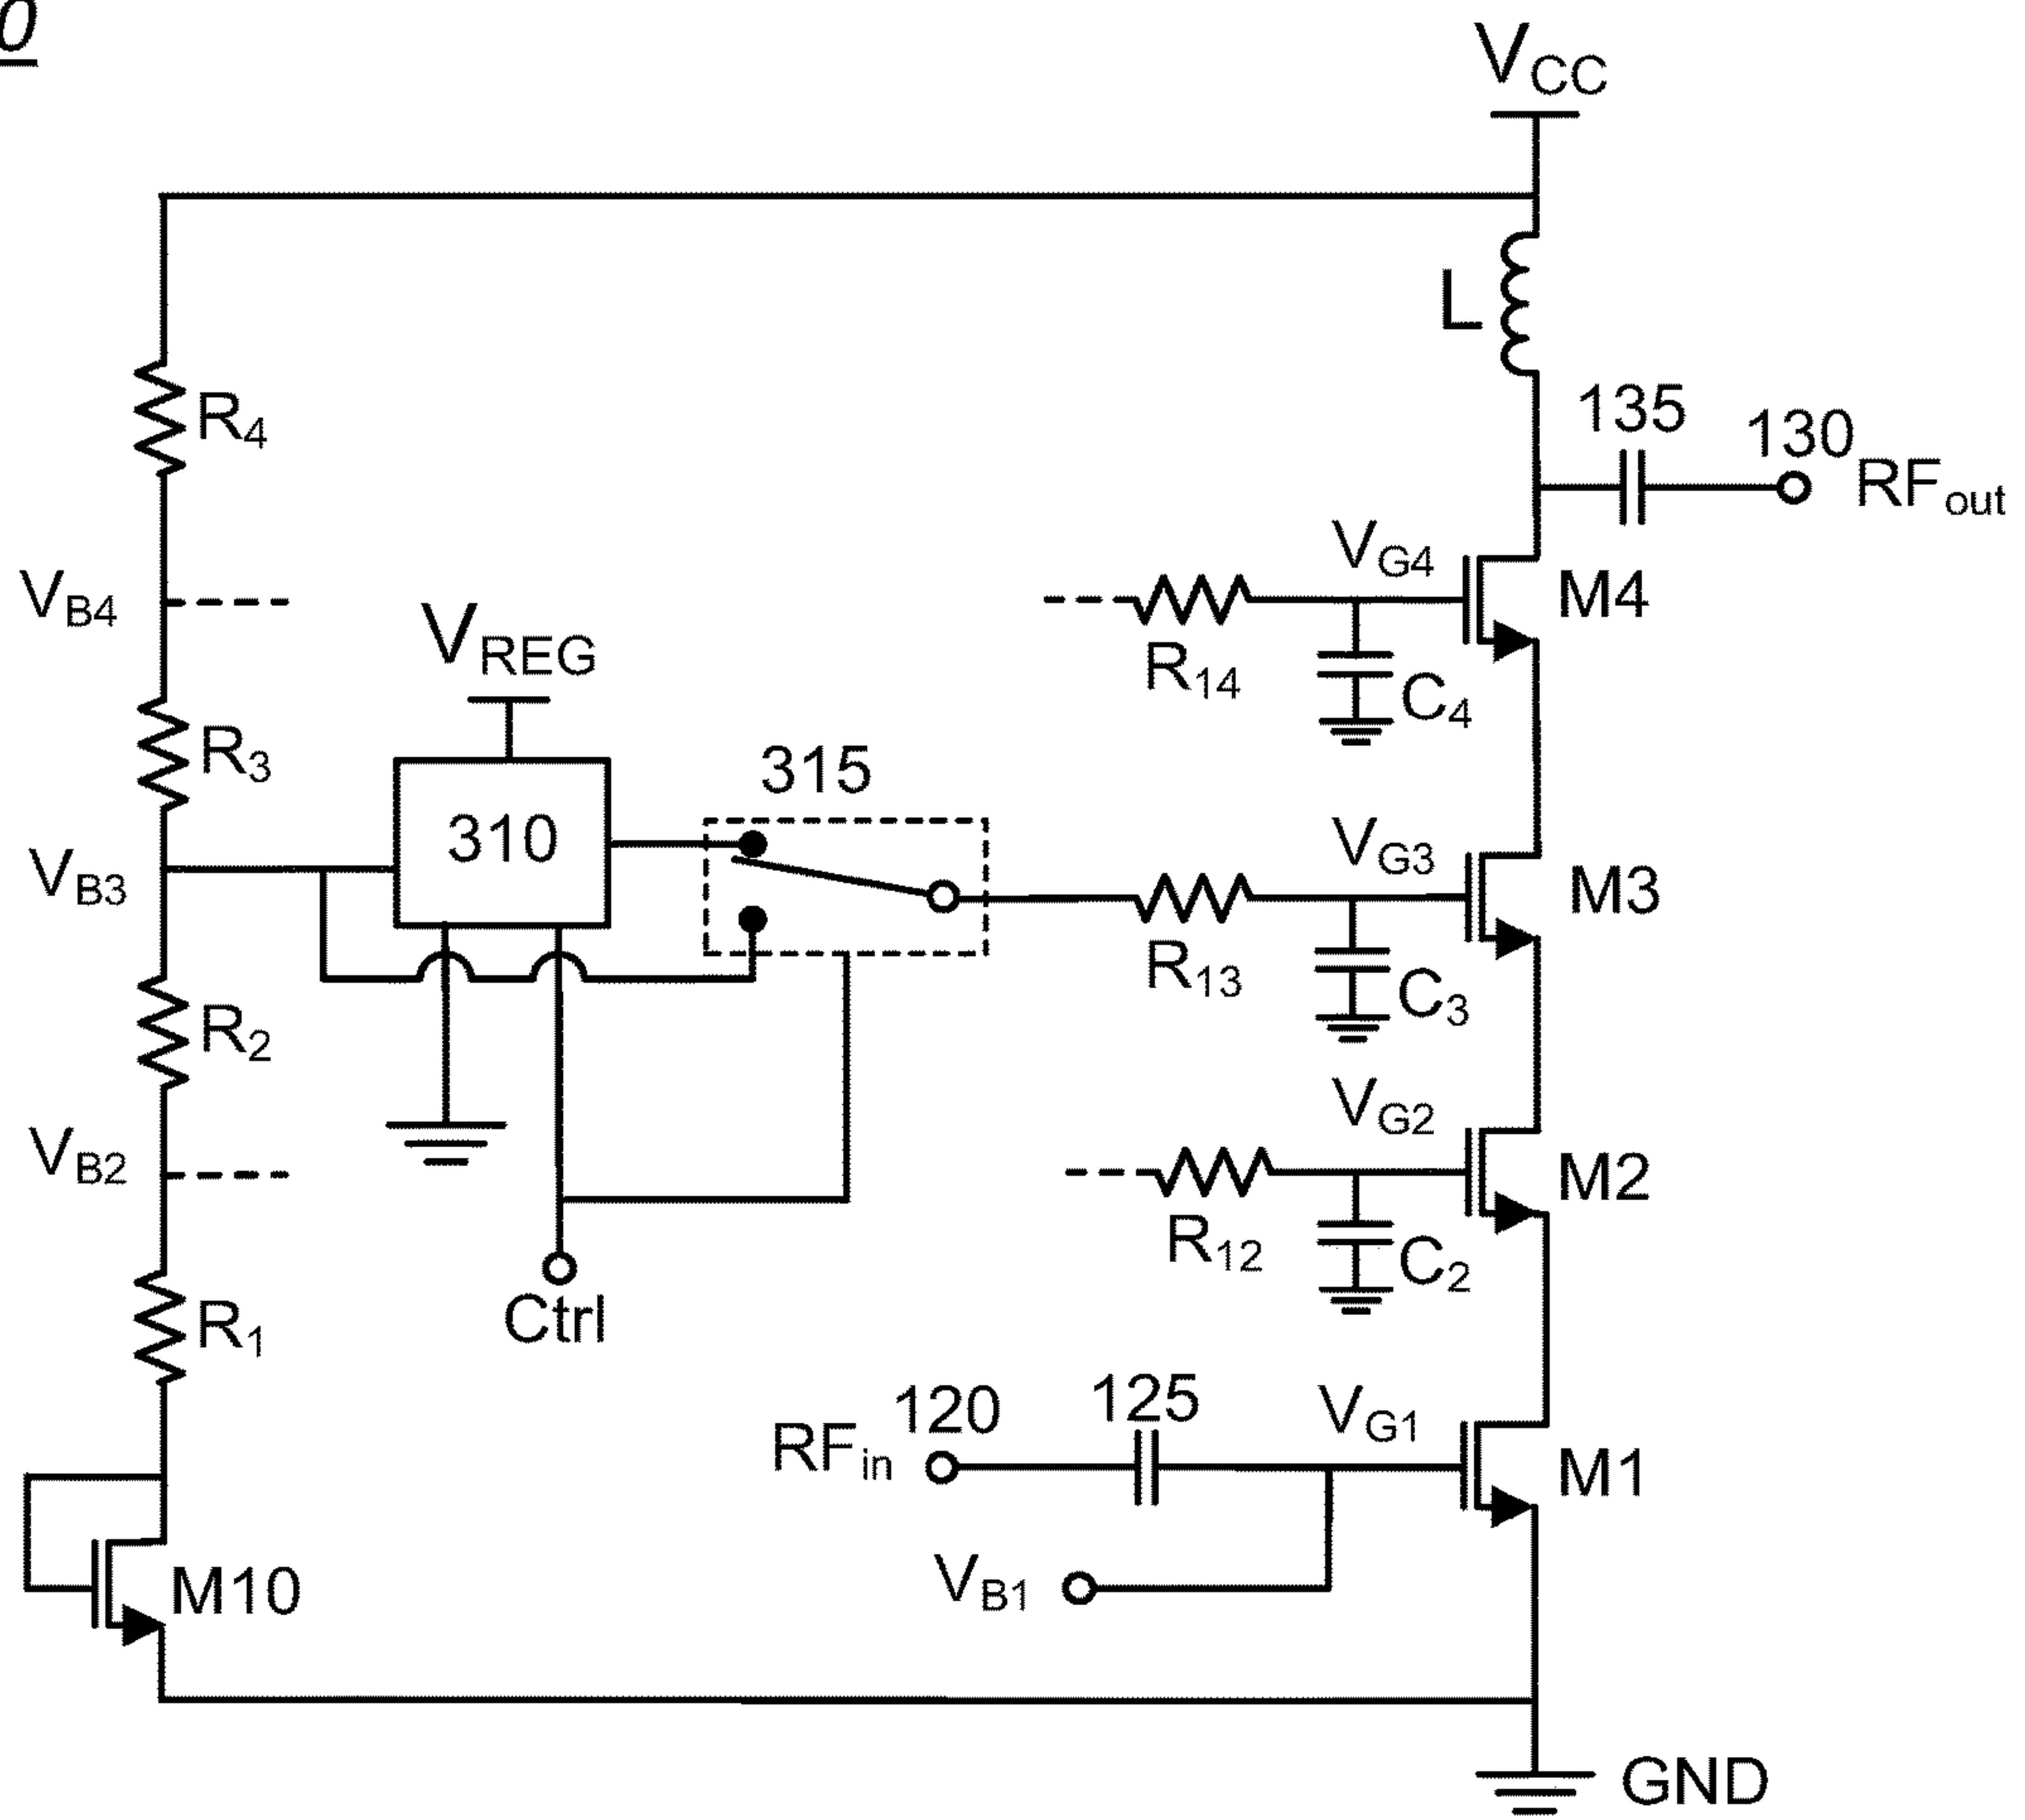 0
VCC
L
135
130
RFout
R4
VG4
M4
VB4
R14
C4
VREG
R3
315
310
VB3
VG3
M3
R13
C3
R2
VG2
VB2
M2
R12
C2
R1
Ctrl
120
125
RFin
VG1
M1
VB1
M10
GND